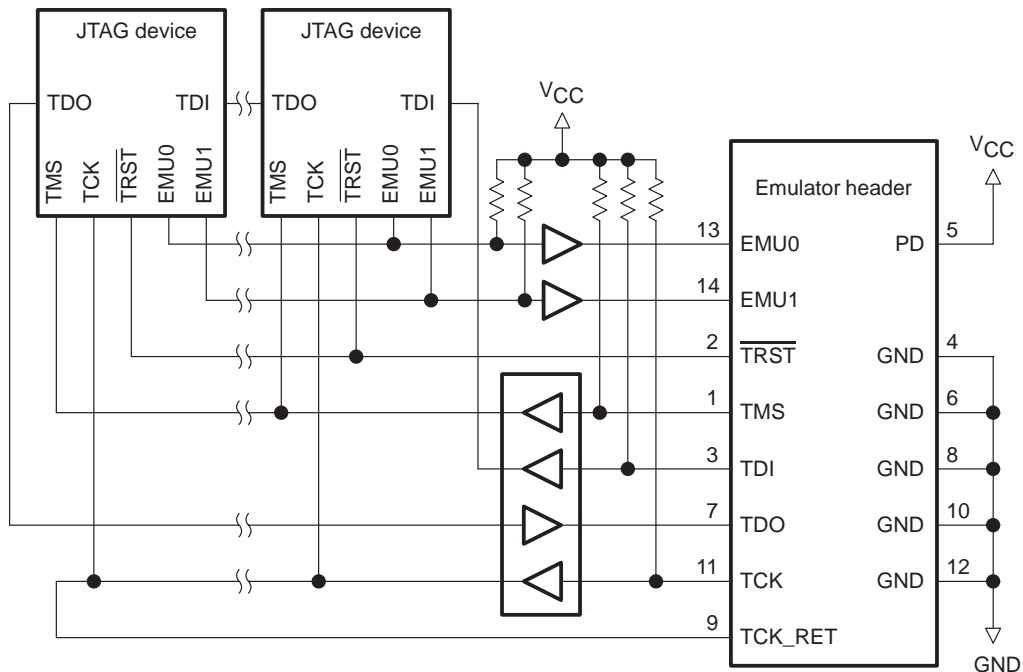 JTAG device
JTAG device
TDO
TDI
TDO
TDI
TMS
TCK
TRST
EMU0
EMU1
TMS
TCK
TRST
EMU0
EMU1
VCC
VCC
Emulator header
13
EMU0
PD
5
14
EMU1
2
TRST
GND
4
1
TMS
GND
6
3
TDI
GND
8
7
TDO
GND
10
11
TCK
GND
12
9
TCK_RET
GND